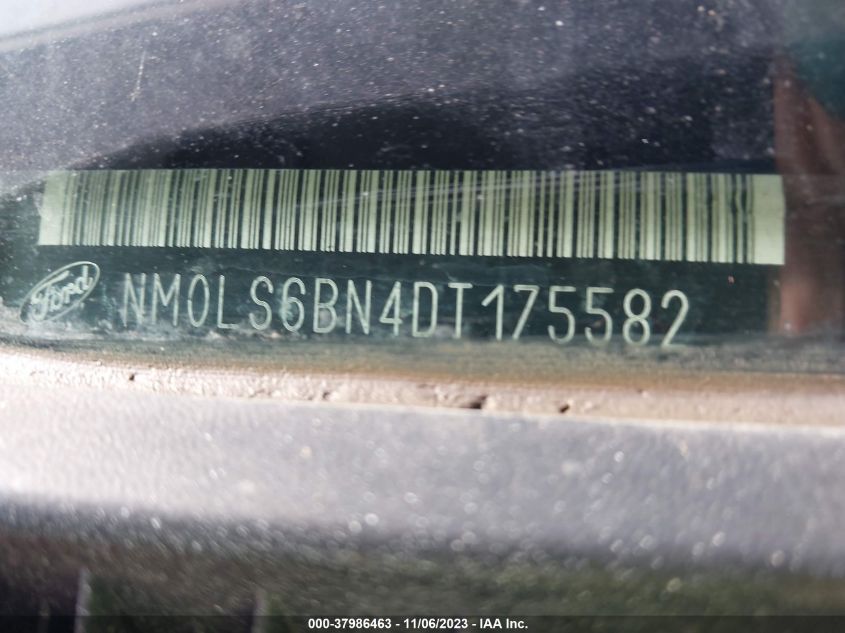 Ford NM0LS6BN4DT175582
000-37986463 - 11/06/2023 - IAA Inc.